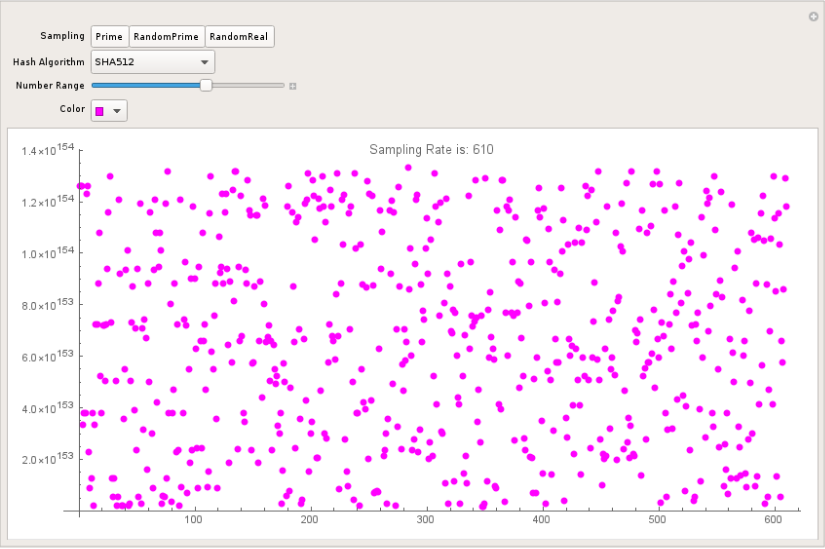 Sampling Prime RandomPrime RandomReal
Hash Algorithm SHA512
Number Range
Color
Sampling Rate is: 610
1.4×10^154
1.2×10^154
1.0×10^154
8.0×10^153
6.0×10^153
4.0×10^153
2.0×10^153
100 200 300 400 500 600